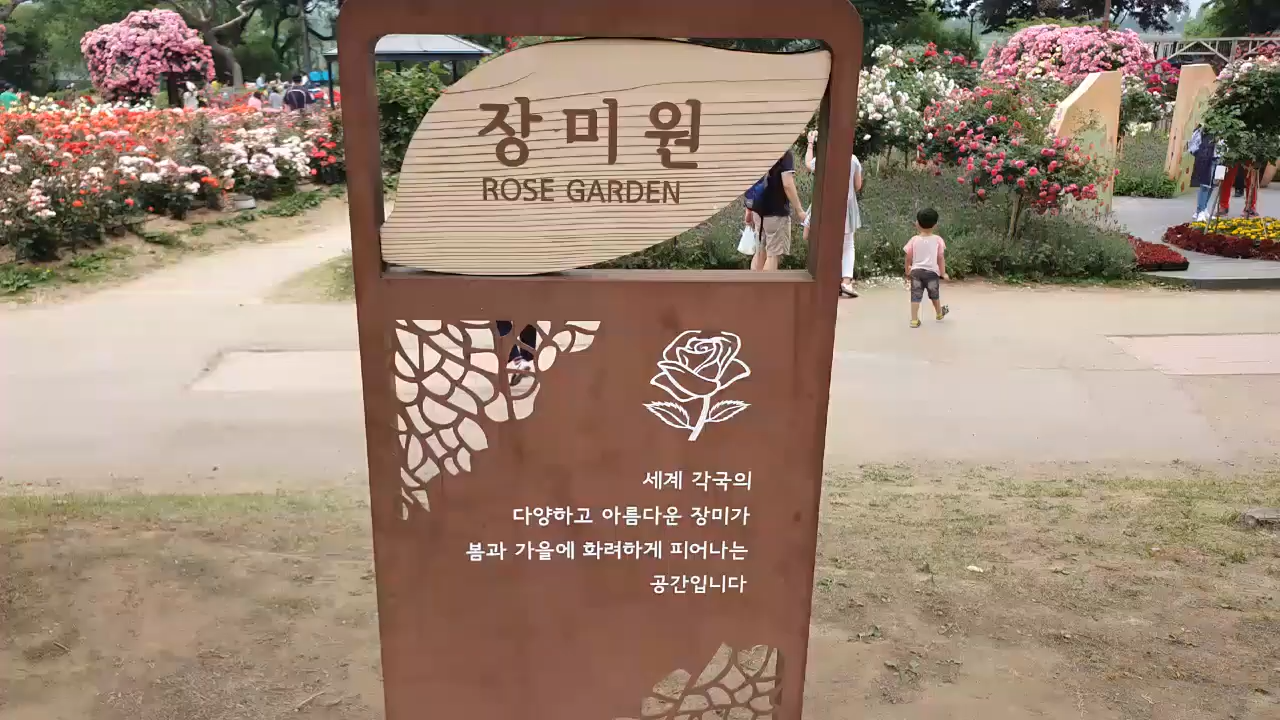 장미원
ROSE GARDEN
세계 각국의
다양하고 아름다운 장미가
봄과 가을에 화려하게 피어나는
공간입니다